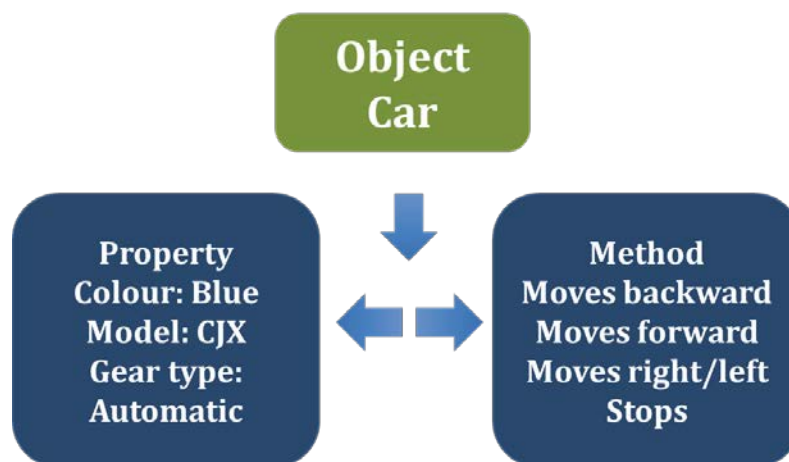 Object
Car
Property
Colour: Blue
Model: CJX
Gear type:
Automatic
Method
Moves backward
Moves forward
Moves right/left
Stops